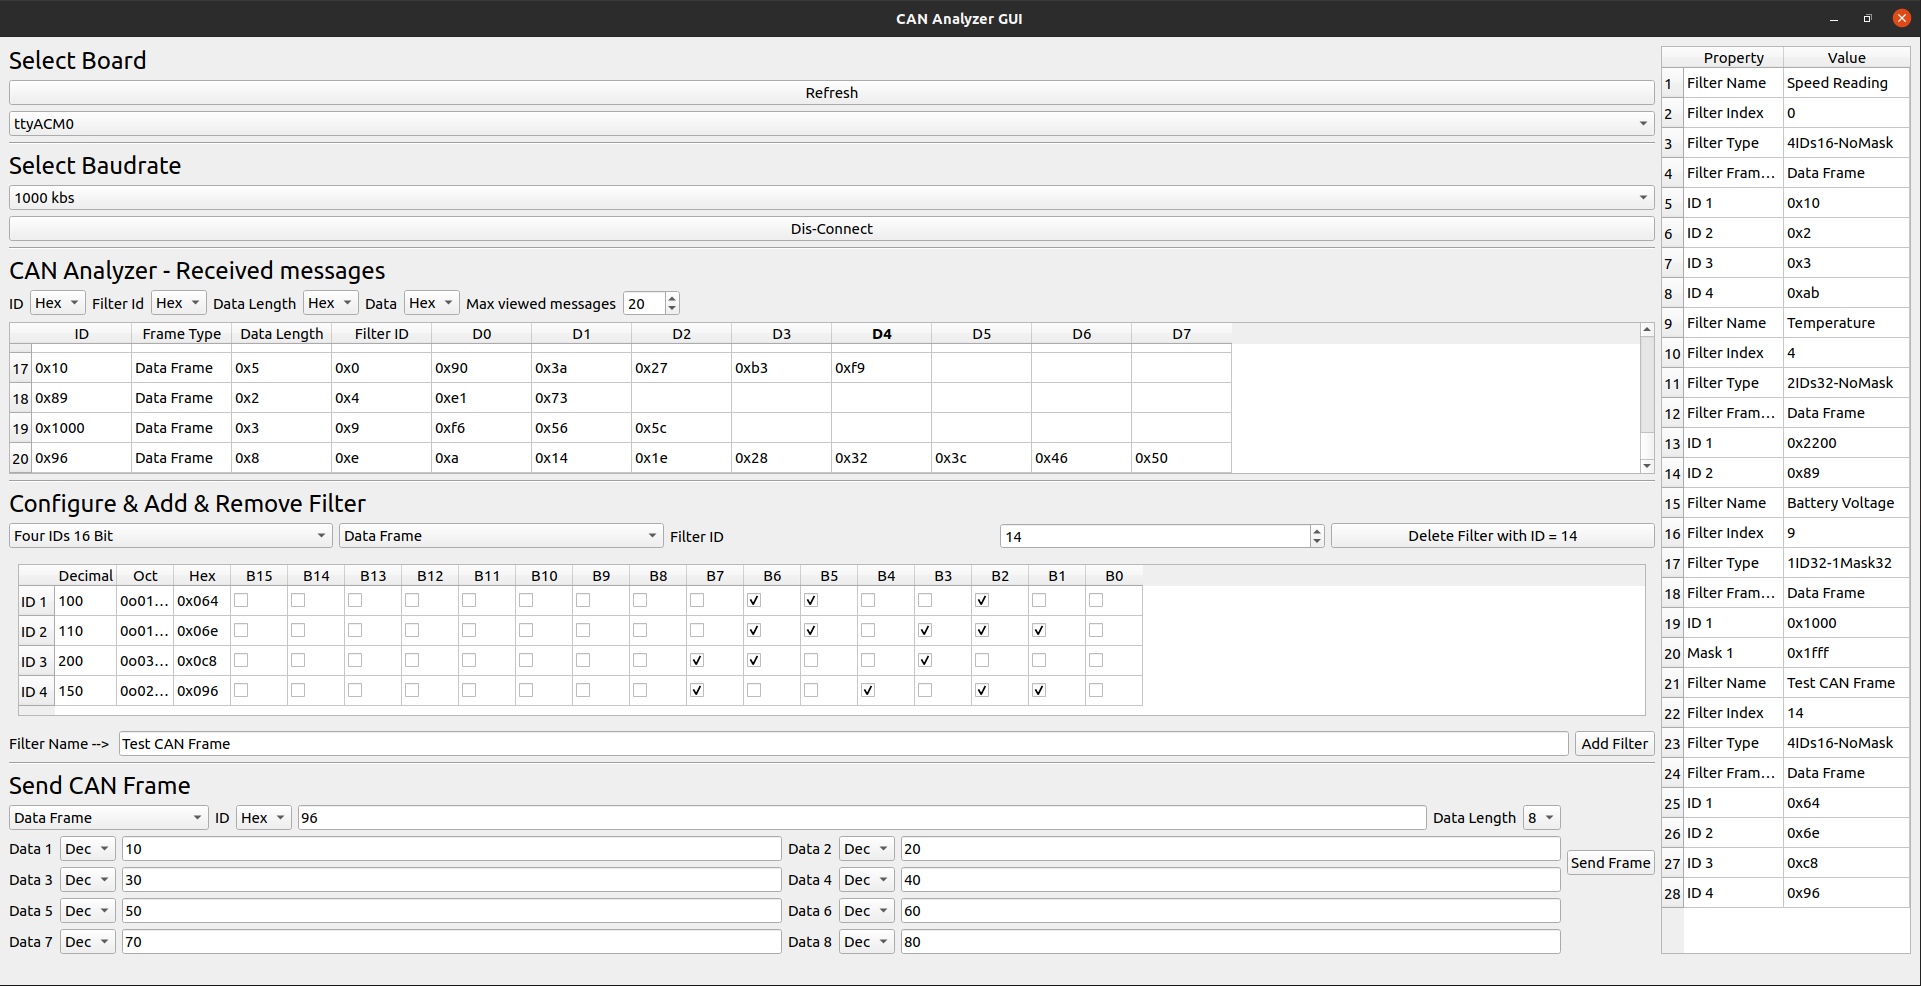 CAN Analyzer GUI
Select Board
Refresh
ttyACM0
Select Baudrate
1000 kbs
Dis-Connect
CAN Analyzer - Received messages
ID Hex Filter Id Hex Data Length Hex Data Hex Max viewed messages 20
ID Frame Type Data Length Filter ID D0 D1 D2 D3 D4 D5 D6 D7
17 0x10 Data Frame 0x5 0x0 0x90 0x3a 0x27 0xb3 0xf9
18 0x89 Data Frame 0x2 0x4 0xe1 0x73
19 0x1000 Data Frame 0x3 0x9 0xf6 0x56 0x5c
20 0x96 Data Frame 0x8 0xe 0xa 0x14 0x1e 0x28 0x32 0x3c 0x46 0x50
Configure & Add & Remove Filter
Four IDs 16 Bit Data Frame Filter ID 14 Delete Filter with ID = 14
Decimal Oct Hex B15 B14 B13 B12 B11 B10 B9 B8 B7 B6 B5 B4 B3 B2 B1 B0
ID 1 100 0o01... 0x064
ID 2 110 0o01... 0x06e
ID 3 200 0o03... 0x0c8
ID 4 150 0o02... 0x096
Filter Name --> Test CAN Frame Add Filter
Send CAN Frame
Data Frame ID Hex 96 Data Length 8
Data 1 Dec 10 Data 2 Dec 20
Data 3 Dec 30 Data 4 Dec 40
Data 5 Dec 50 Data 6 Dec 60
Data 7 Dec 70 Data 8 Dec 80
Send Frame
Property Value
1 Filter Name Speed Reading
2 Filter Index 0
3 Filter Type 4IDs16-NoMask
4 Filter Fram... Data Frame
5 ID 1 0x10
6 ID 2 0x2
7 ID 3 0x3
8 ID 4 0xab
9 Filter Name Temperature
10 Filter Index 4
11 Filter Type 2IDs32-NoMask
12 Filter Fram... Data Frame
13 ID 1 0x2200
14 ID 2 0x89
15 Filter Name Battery Voltage
16 Filter Index 9
17 Filter Type 1ID32-1Mask32
18 Filter Fram... Data Frame
19 ID 1 0x1000
20 Mask 1 0x1fff
21 Filter Name Test CAN Frame
22 Filter Index 14
23 Filter Type 4IDs16-NoMask
24 Filter Fram... Data Frame
25 ID 1 0x64
26 ID 2 0x6e
27 ID 3 0xc8
28 ID 4 0x96